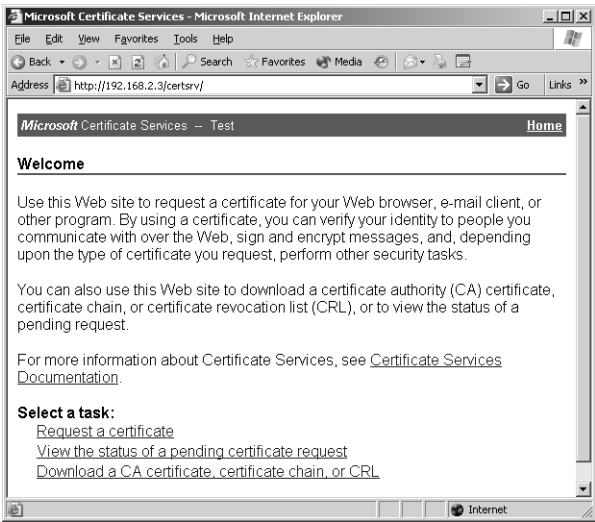 Microsoft Certificate Services - Microsoft Internet Explorer
File Edit View Favorites Tools Help
Back Search Favorites Media
Address http://192.168.2.3/certsrv/ Go Links »
Microsoft Certificate Services -- Test Home
Welcome
Use this Web site to request a certificate for your Web browser, e-mail client, or
other program. By using a certificate, you can verify your identity to people you
communicate with over the Web, sign and encrypt messages, and, depending
upon the type of certificate you request, perform other security tasks.
You can also use this Web site to download a certificate authority (CA) certificate,
certificate chain, or certificate revocation list (CRL), or to view the status of a
pending request.
For more information about Certificate Services, see Certificate Services
Documentation.
Select a task:
Request a certificate
View the status of a pending certificate request
Download a CA certificate, certificate chain, or CRL
Internet